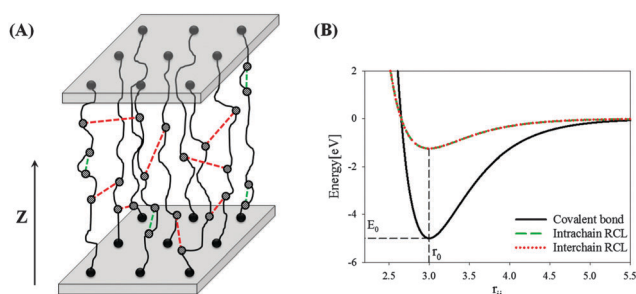 (A)
Z
(B)
Energy[eV]
2
0
-2
-4
-6
E0
r0
Covalent bond
Intrachain RCL
Interchain RCL
2.5 3.0 3.5 4.0 4.5 5.0 5.5